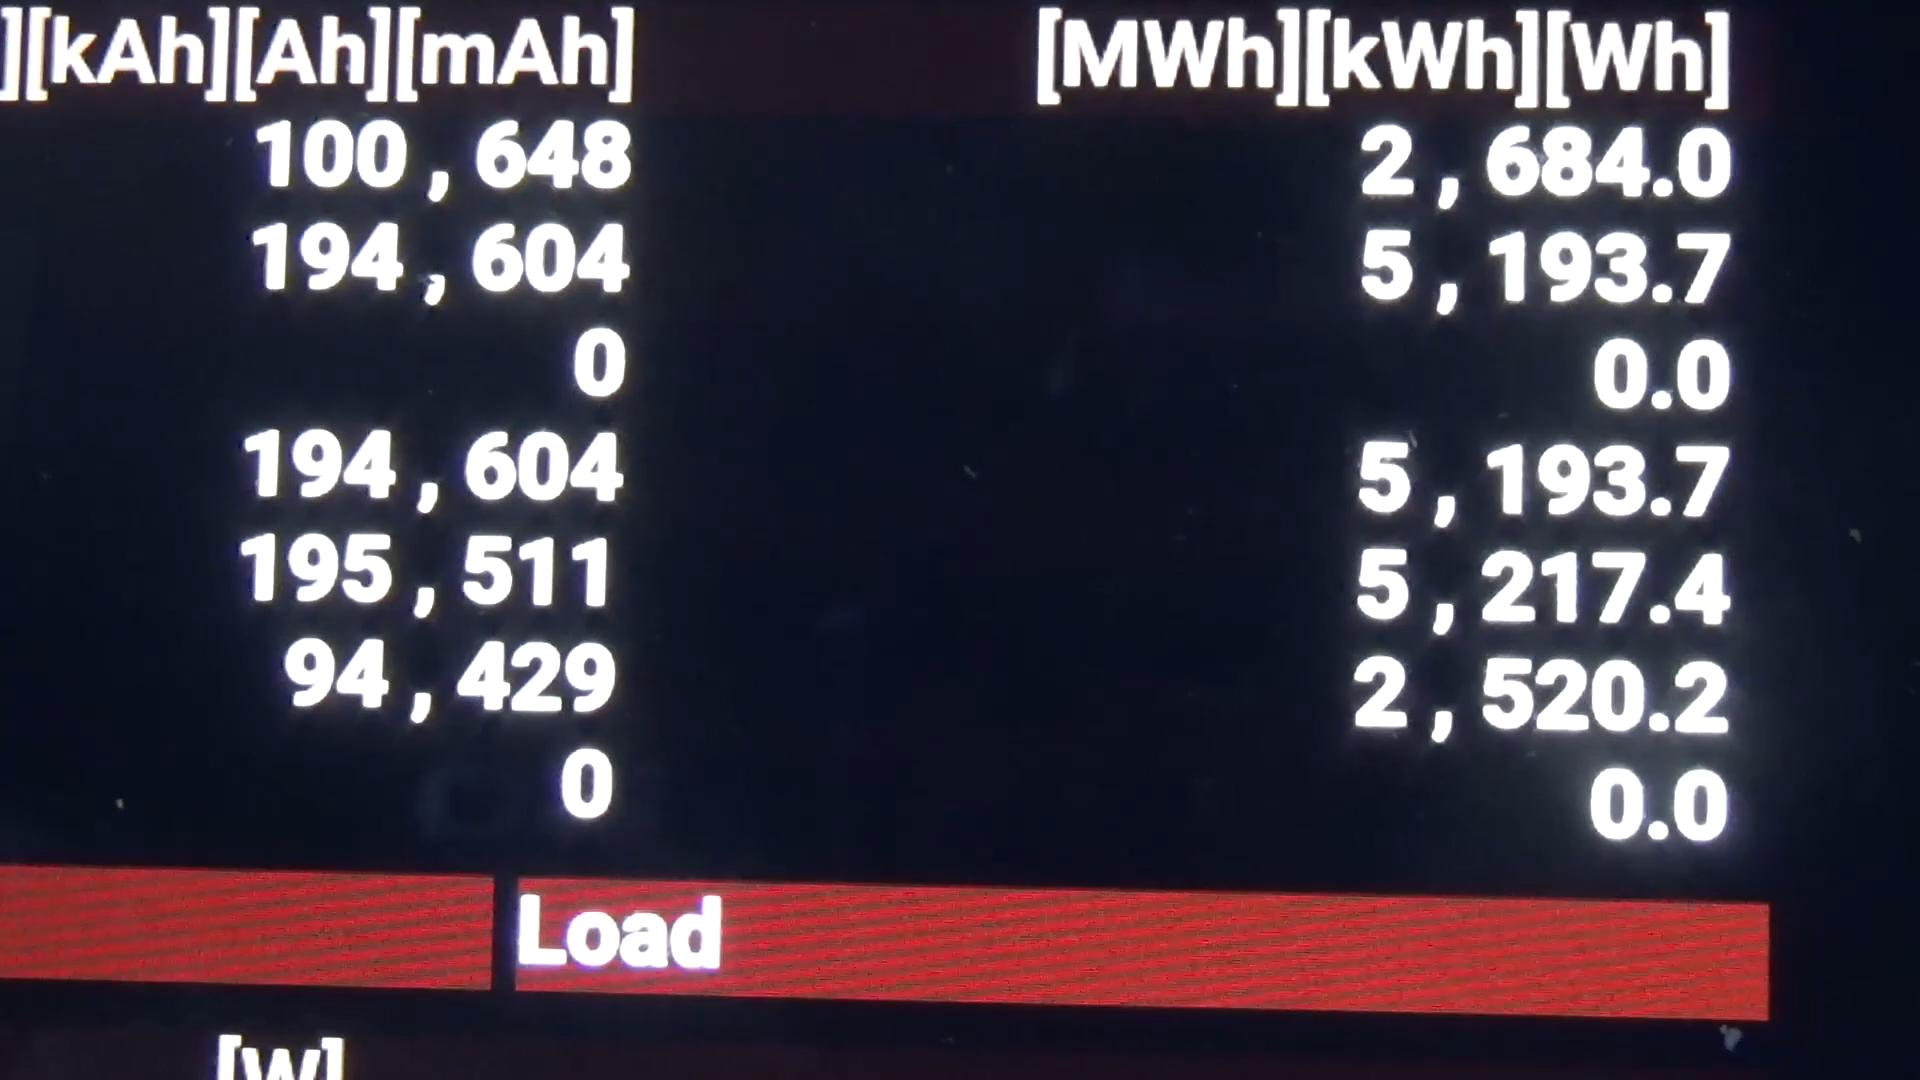 ][kAh][Ah][mAh] [MWh][kWh][Wh]
100 , 648 2 , 684.0
194 , 604 5 , 193.7
0 0.0
194 , 604 5 , 193.7
195 , 511 5 , 217.4
94 , 429 2 , 520.2
0 0.0
Load
[W]